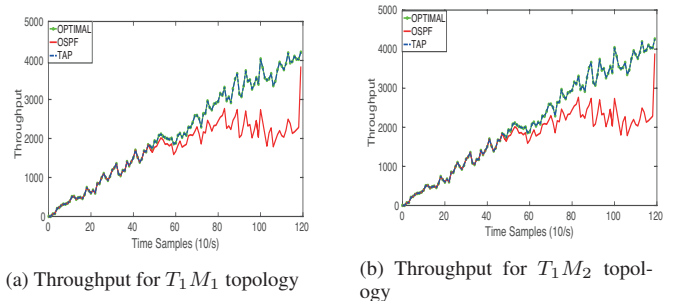 OPTIMAL
OSPF
TAP
5000
4000
3000
2000
1000
0
Throughput
0 20 40 60 80 100 120
Time Samples (10/s)
(a) Throughput for T₁M₁ topology
OPTIMAL
OSPF
TAP
5000
4000
3000
2000
1000
0
Throughput
0 20 40 60 80 100 120
Time Samples (10/s)
(b) Throughput for T₁M₂ topol-
ogy